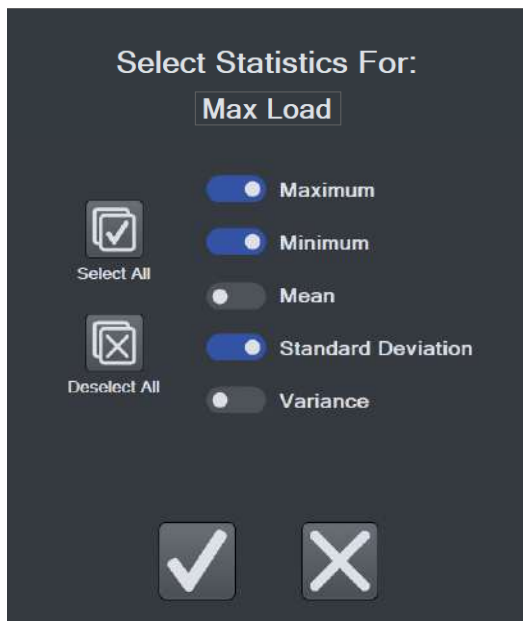 Select Statistics For:
Max Load
Maximum
Minimum
Select All
Mean
Standard Deviation
Deselect All
Variance